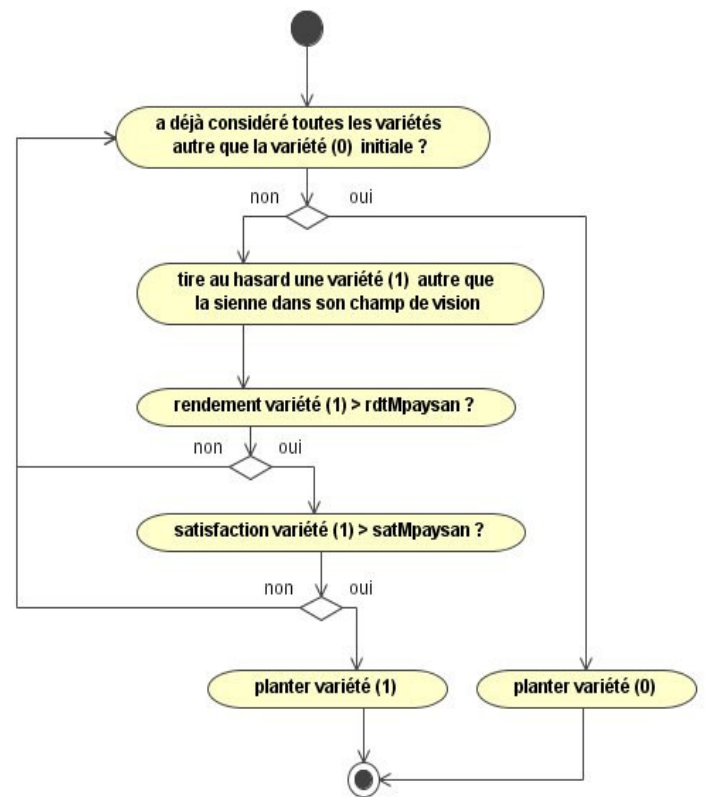 a déjà considéré toutes les variétés
autre que la variété (0) initiale ?
non
oui
tire au hasard une variété (1) autre que
la sienne dans son champ de vision
rendement variété (1) > rdtMpaysan ?
non
oui
satisfaction variété (1) > satMpaysan ?
non
oui
planter variété (1)
planter variété (0)